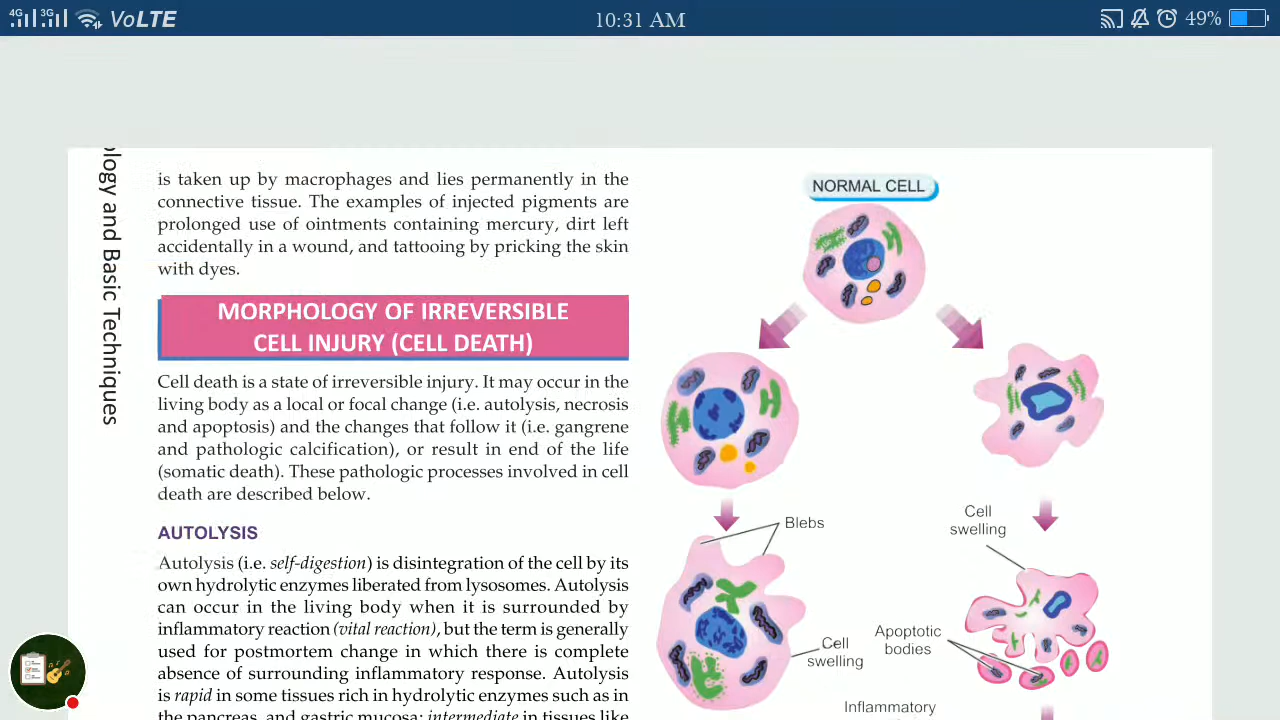 4G 3G VoLTE
10:31 AM
49%
ology and Basic Techniques
is taken up by macrophages and lies permanently in the
connective tissue. The examples of injected pigments are
prolonged use of ointments containing mercury, dirt left
accidentally in a wound, and tattooing by pricking the skin
with dyes.
MORPHOLOGY OF IRREVERSIBLE
CELL INJURY (CELL DEATH)
Cell death is a state of irreversible injury. It may occur in the
living body as a local or focal change (i.e. autolysis, necrosis
and apoptosis) and the changes that follow it (i.e. gangrene
and pathologic calcification), or result in end of the life
(somatic death). These pathologic processes involved in cell
death are described below.
AUTOLYSIS
Autolysis (i.e. self-digestion) is disintegration of the cell by its
own hydrolytic enzymes liberated from lysosomes. Autolysis
can occur in the living body when it is surrounded by
inflammatory reaction (vital reaction), but the term is generally
used for postmortem change in which there is complete
absence of surrounding inflammatory response. Autolysis
is rapid in some tissues rich in hydrolytic enzymes such as in
the pancreas, and gastric mucosa; intermediate in tissues like
NORMAL CELL
Blebs
Cell
swelling
Cell
swelling
Apoptotic
bodies
Inflammatory